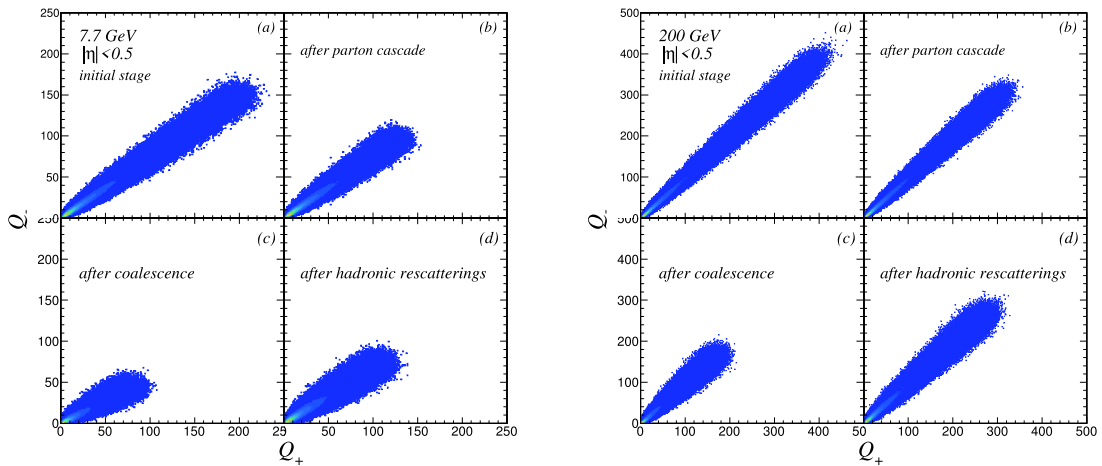 250
200
150
100
50
7.7 GeV
|η|<0.5
initial stage
(a)
(b)
after parton cascade
Q-
250
200
150
100
50
0
(c)
after coalescence
(d)
after hadronic rescatterings
0 50 100 150 200 25 50 100 150 200 250
Q+
500
400
300
200
100
200 GeV
|η|<0.5
initial stage
(a)
(b)
after parton cascade
Q-
500
400
300
200
100
0
(c)
after coalescence
(d)
after hadronic rescatterings
0 100 200 300 400 50 100 200 300 400 500
Q+